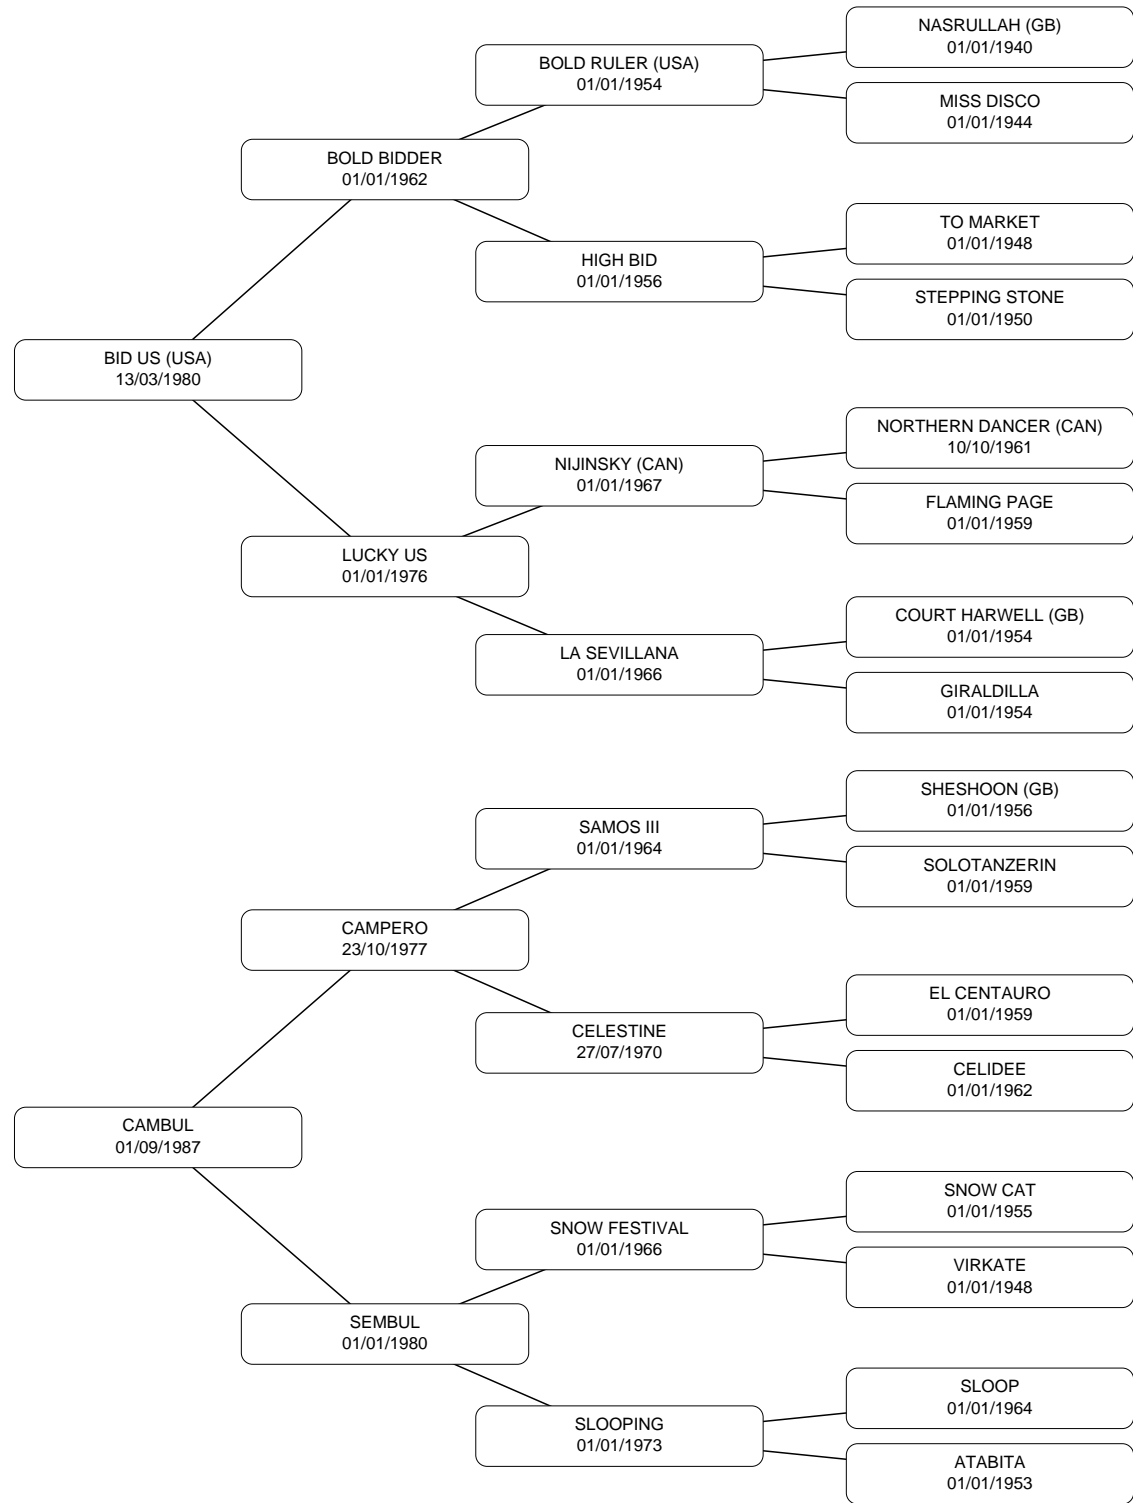 NASRULLAH (GB)
01/01/1940
BOLD RULER (USA)
01/01/1954
MISS DISCO
01/01/1944
BOLD BIDDER
01/01/1962
TO MARKET
01/01/1948
HIGH BID
01/01/1956
STEPPING STONE
01/01/1950
BID US (USA)
13/03/1980
NORTHERN DANCER (CAN)
10/10/1961
NIJINSKY (CAN)
01/01/1967
FLAMING PAGE
01/01/1959
LUCKY US
01/01/1976
COURT HARWELL (GB)
01/01/1954
LA SEVILLANA
01/01/1966
GIRALDILLA
01/01/1954
SHESHOON (GB)
01/01/1956
SAMOS III
01/01/1964
SOLOTANZERIN
01/01/1959
CAMPERO
23/10/1977
EL CENTAURO
01/01/1959
CELESTINE
27/07/1970
CELIDEE
01/01/1962
CAMBUL
01/09/1987
SNOW CAT
01/01/1955
SNOW FESTIVAL
01/01/1966
VIRKATE
01/01/1948
SEMBUL
01/01/1980
SLOOP
01/01/1964
SLOOPING
01/01/1973
ATABITA
01/01/1953